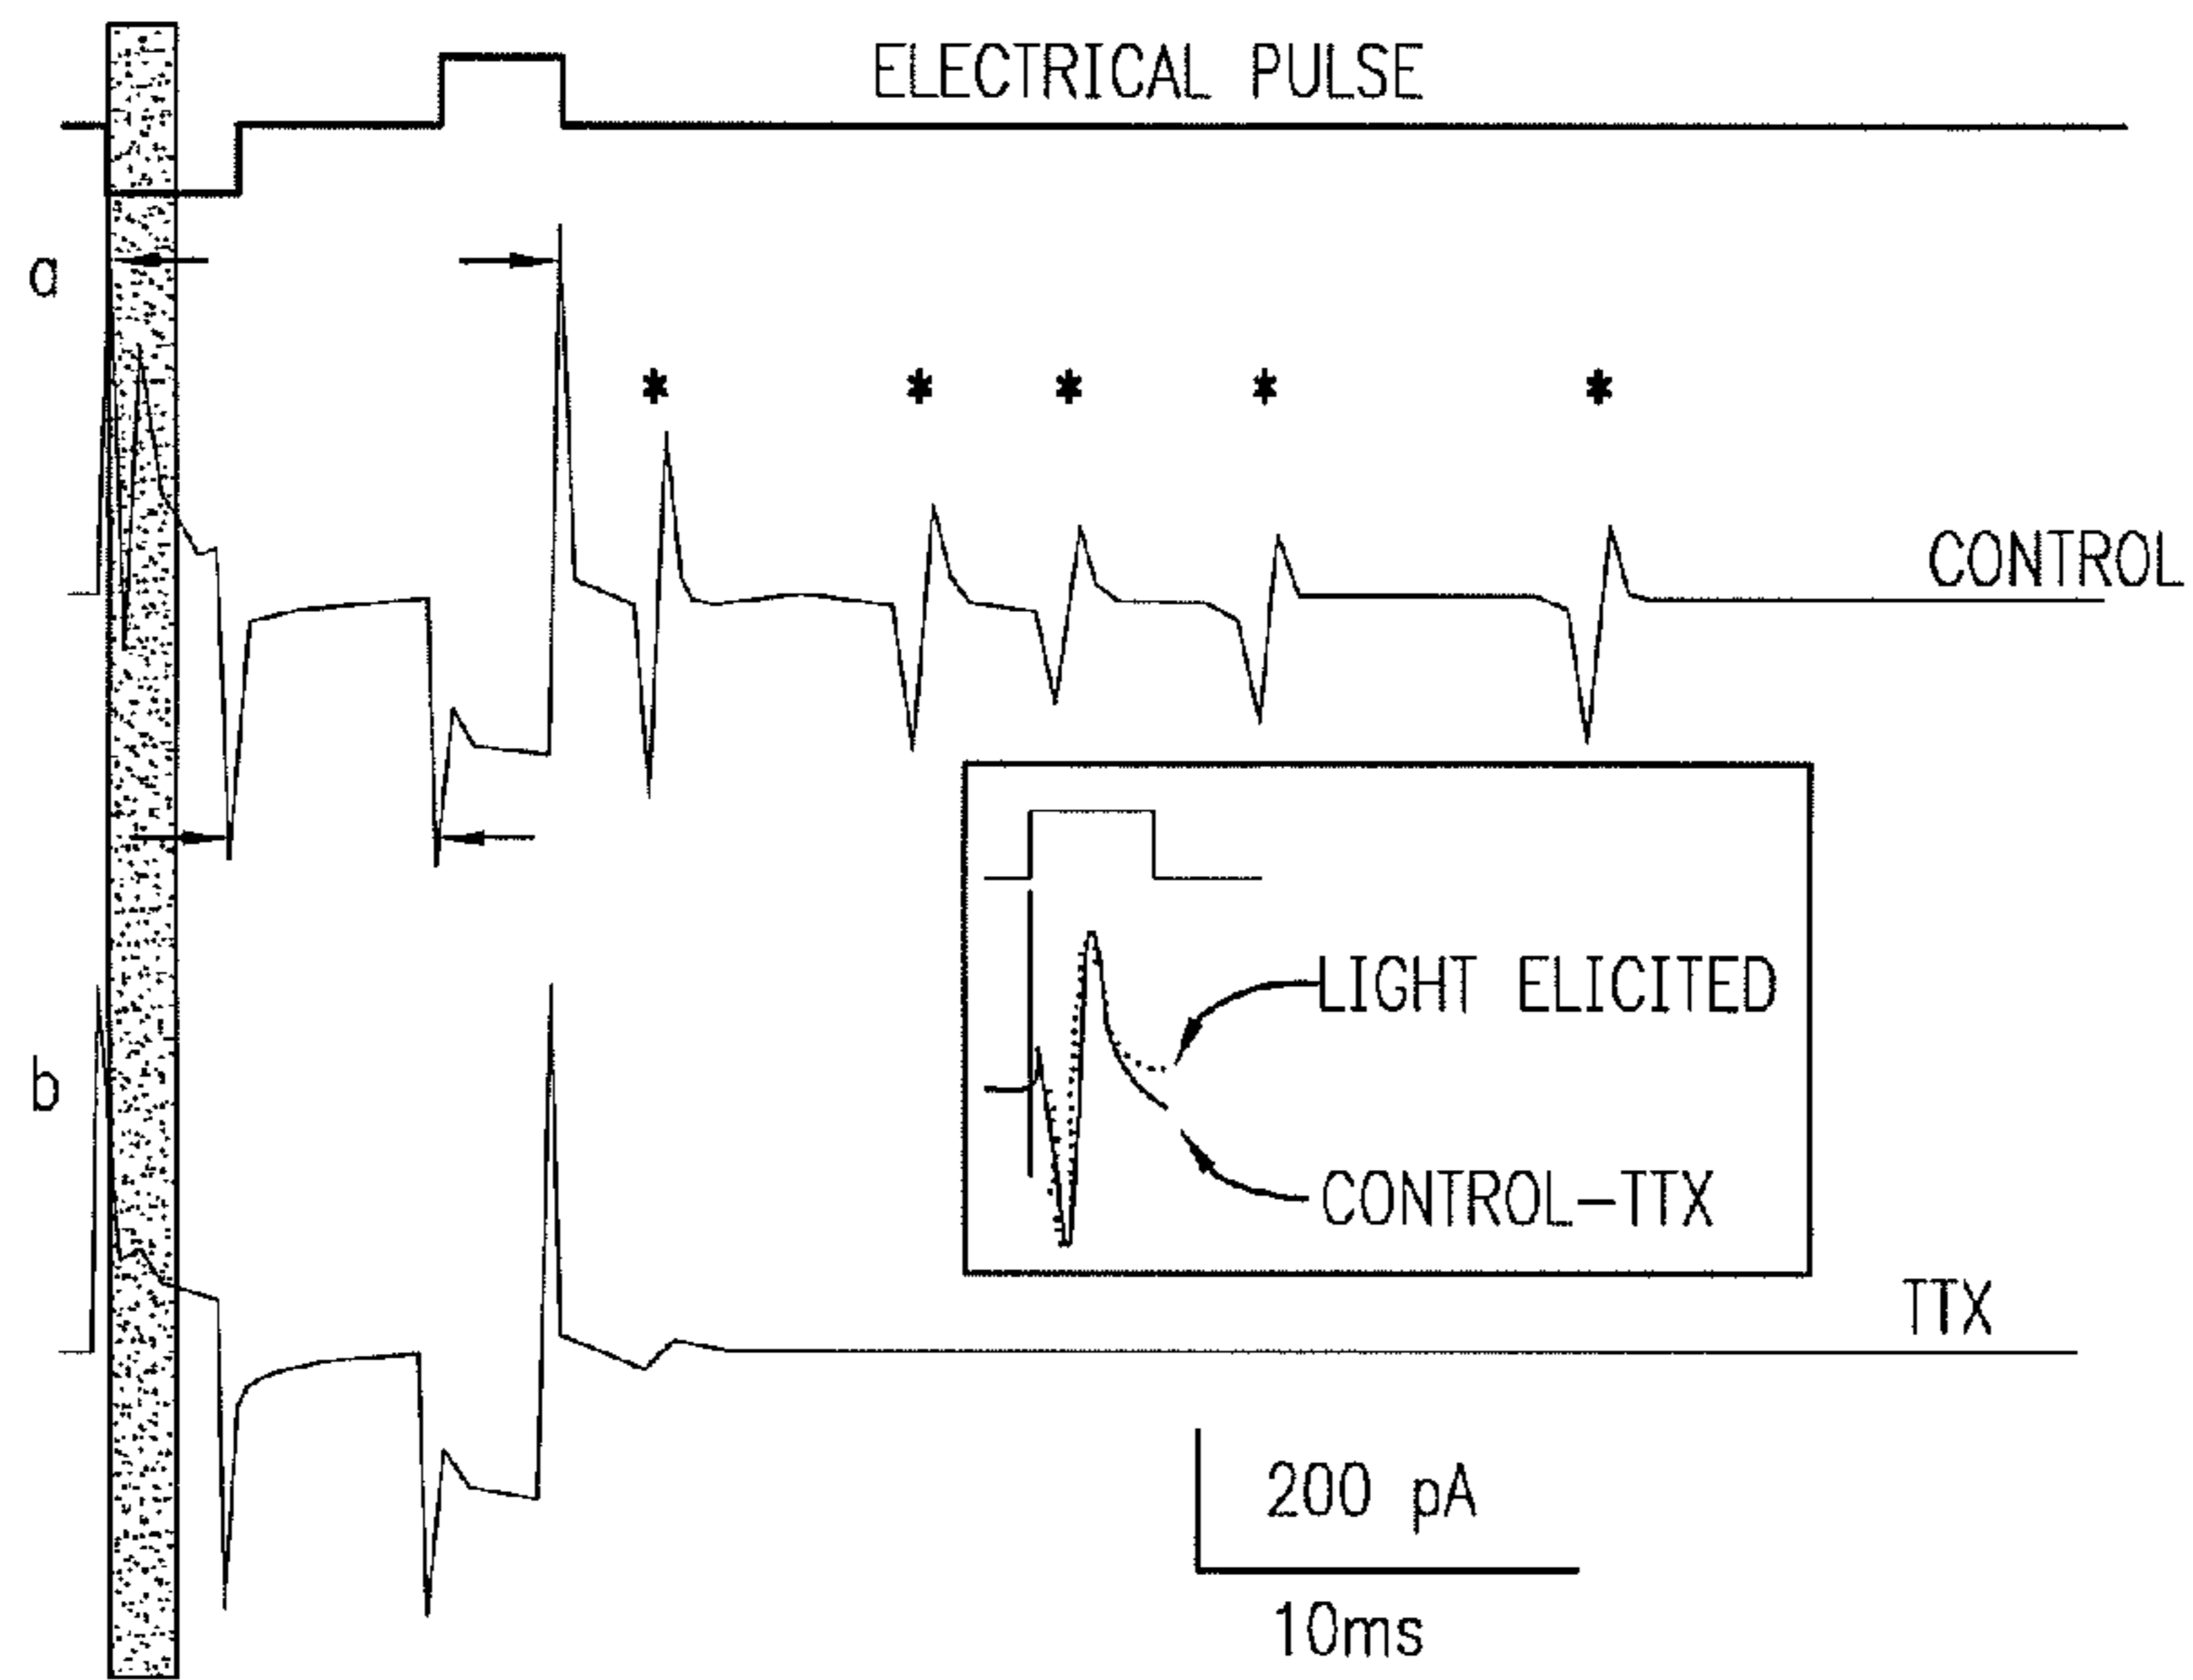 ELECTRICAL PULSE
a
* * * * *
CONTROL
LIGHT ELICITED
b
CONTROL-TTX
TTX
200 pA
10ms